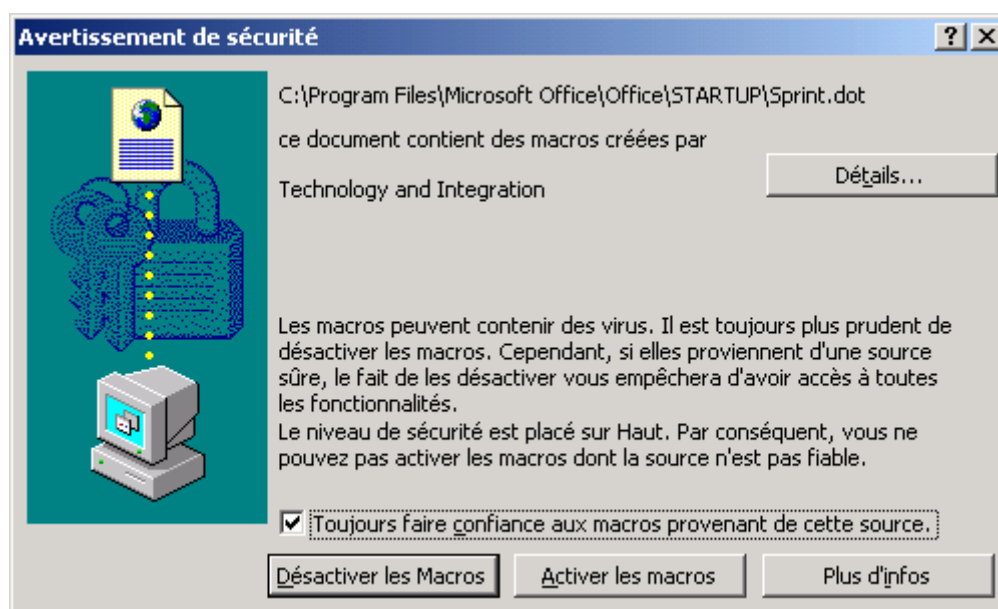 Avertissement de sécurité
C:\Program Files\Microsoft Office\Office\STARTUP\Sprint.dot
ce document contient des macros créées par
Technology and Integration
Détails...
Les macros peuvent contenir des virus. Il est toujours plus prudent de
désactiver les macros. Cependant, si elles proviennent d'une source
sûre, le fait de les désactiver vous empêchera d'avoir accès à toutes
les fonctionnalités.
Le niveau de sécurité est placé sur Haut. Par conséquent, vous ne
pouvez pas activer les macros dont la source n'est pas fiable.
Toujours faire confiance aux macros provenant de cette source.
Désactiver les Macros Activer les macros Plus d'infos